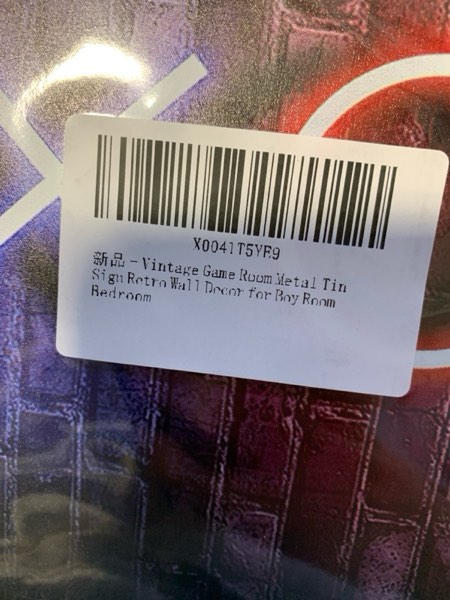 X0041T5YR9
新品 - Vintage Game Room Metal Tin
Sign Retro Wall Decor for Boy Room
Bedroom